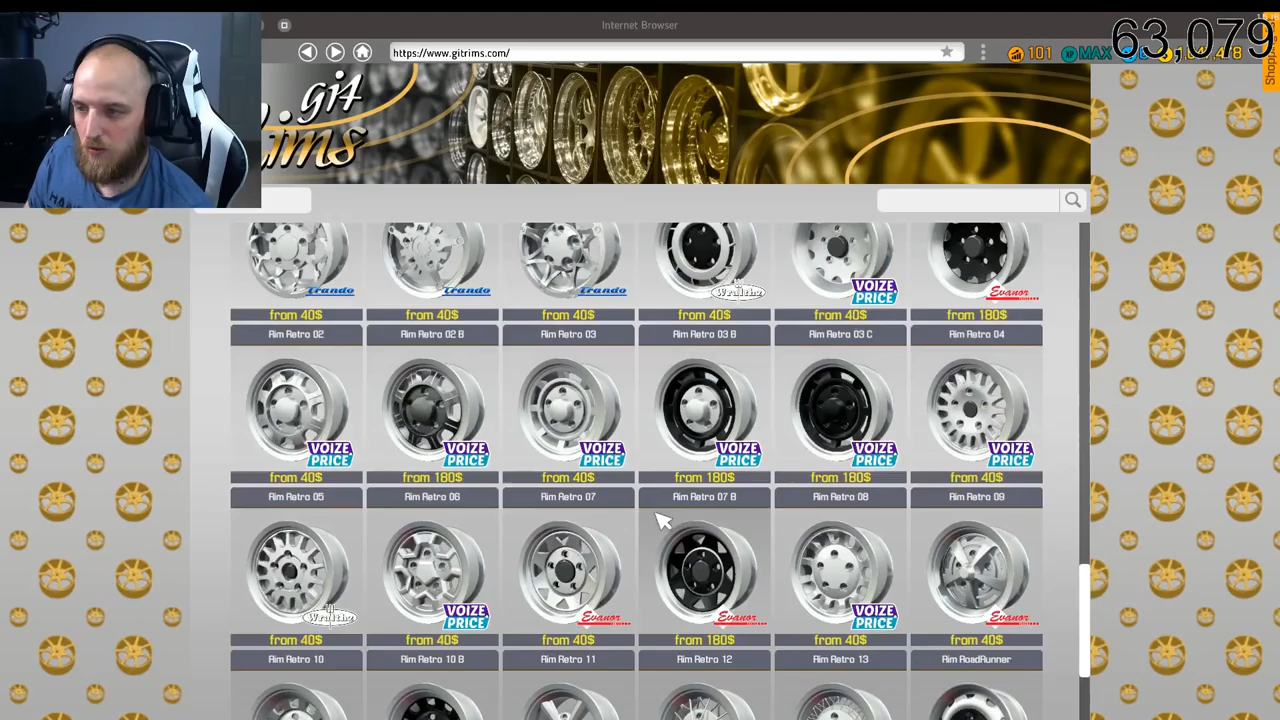 Internet Browser
63,079
101
MAX
https://www.gitrims.com/
git
rims
Trando Trando Trando Wraithe VOIZE PRICE Evanor
from 40$ from 40$ from 40$ from 40$ from 40$ from 180$
Rim Retro 02 Rim Retro 02 B Rim Retro 03 Rim Retro 03 B Rim Retro 03 C Rim Retro 04
VOIZE PRICE VOIZE PRICE VOIZE PRICE VOIZE PRICE VOIZE PRICE VOIZE PRICE
from 40$ from 180$ from 40$ from 180$ from 180$ from 40$
Rim Retro 05 Rim Retro 06 Rim Retro 07 Rim Retro 07 B Rim Retro 08 Rim Retro 09
Wraithe VOIZE PRICE Evanor Evanor VOIZE PRICE Evanor
from 40$ from 40$ from 40$ from 180$ from 40$ from 40$
Rim Retro 10 Rim Retro 10 B Rim Retro 11 Rim Retro 12 Rim Retro 13 Rim RoadRunner